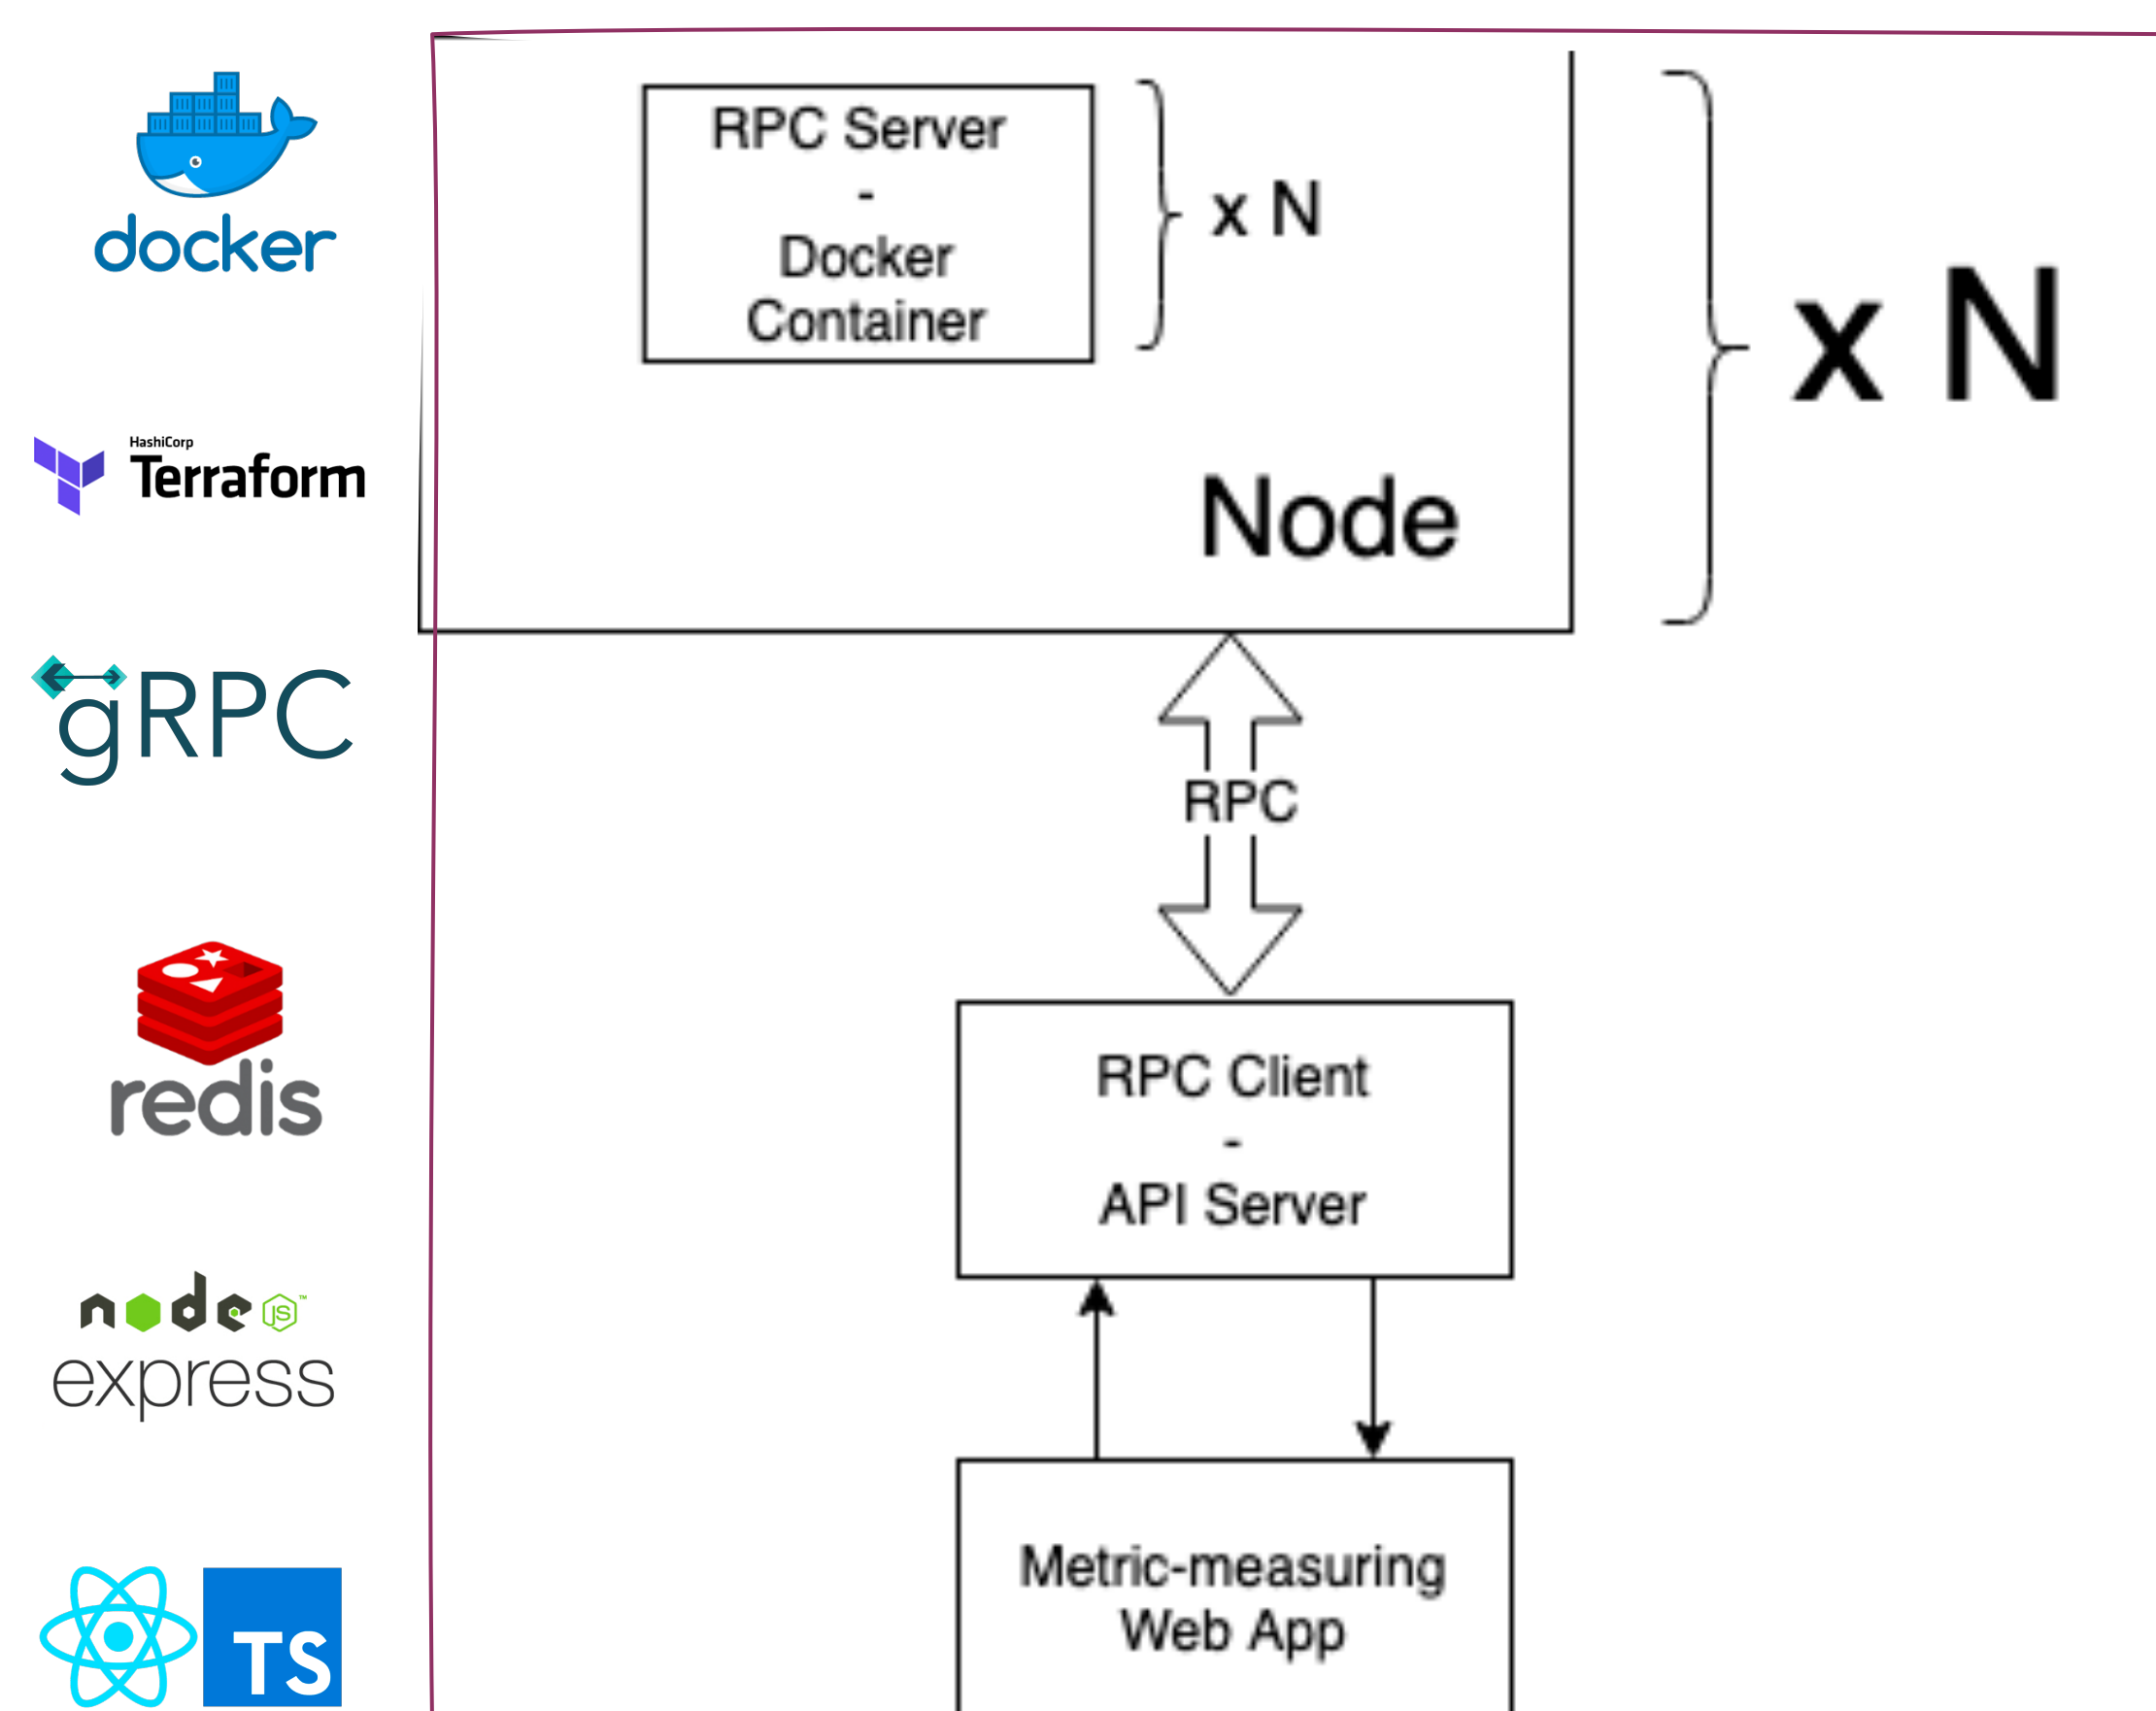 docker
HashiCorp
Terraform
gRPC
redis
node JS™
express
TS
RPC Server
-
Docker
Container
x N
x N
Node
RPC
RPC Client
-
API Server
Metric-measuring
Web App